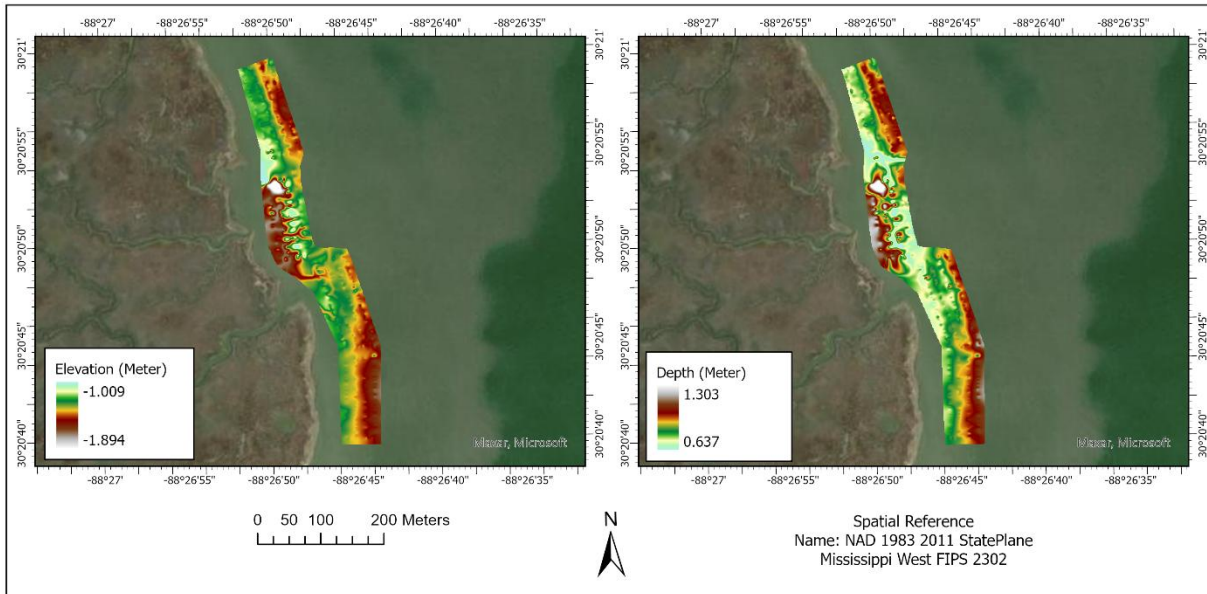 -88°27' -88°26'55" -88°26'50" -88°26'45" -88°26'40" -88°26'35"
30°21'
30°20'55"
30°20'50"
30°20'45"
30°20'40"
Elevation (Meter)
-1.009
-1.894
Maxar, Microsoft
30°21'
30°20'55"
30°20'50"
30°20'45"
30°20'40"
-88°27' -88°26'55" -88°26'50" -88°26'45" -88°26'40" -88°26'35"
-88°27' -88°26'55" -88°26'50" -88°26'45" -88°26'40" -88°26'35"
30°21'
30°20'55"
30°20'50"
30°20'45"
30°20'40"
Depth (Meter)
1.303
0.637
Maxar, Microsoft
30°21'
30°20'55"
30°20'50"
30°20'45"
30°20'40"
-88°27' -88°26'55" -88°26'50" -88°26'45" -88°26'40" -88°26'35"
0 50 100 200 Meters
N
Spatial Reference
Name: NAD 1983 2011 StatePlane
Mississippi West FIPS 2302